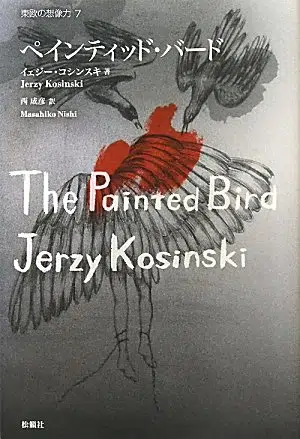 東欧の想像力 7
ペインティッド・バード
イェジー・コシンスキ 著
Jerzy Kosinski
西 成彦 訳
Masahiko Nishi
The Painted Bird
Jerzy Kosinski
松籟社